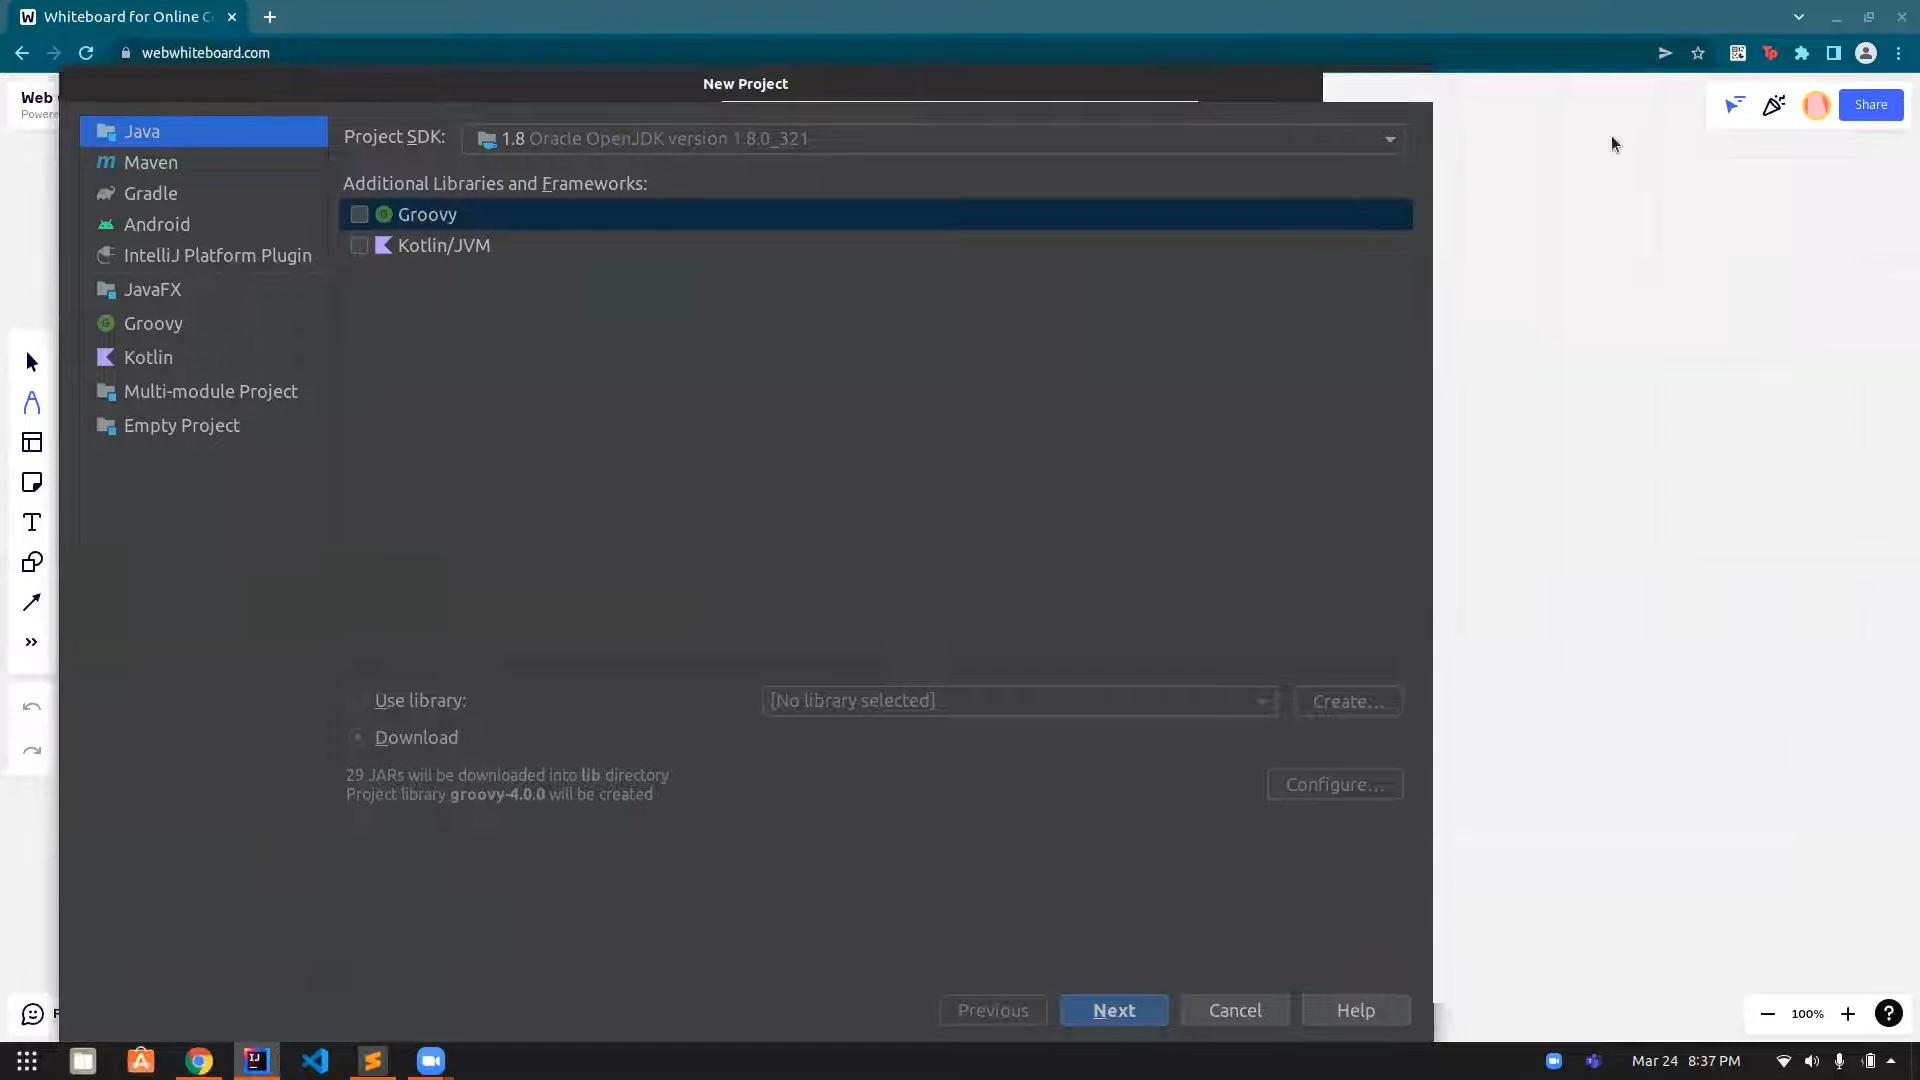 Whiteboard for Online C
webwhiteboard.com
Tp
New Project
Web
Powere
Share
Java
Maven
Gradle
Android
IntelliJ Platform Plugin
JavaFX
Groovy
Kotlin
Multi-module Project
Empty Project
Project SDK:
1.8 Oracle OpenJDK version 1.8.0_321
Additional Libraries and Frameworks:
Groovy
Kotlin/JVM
Use library:
[No library selected]
Create...
Download
29 JARs will be downloaded into lib directory
Project library groovy-4.0.0 will be created
Configure...
Previous
Next
Cancel
Help
100%
Mar 24 8:37 PM